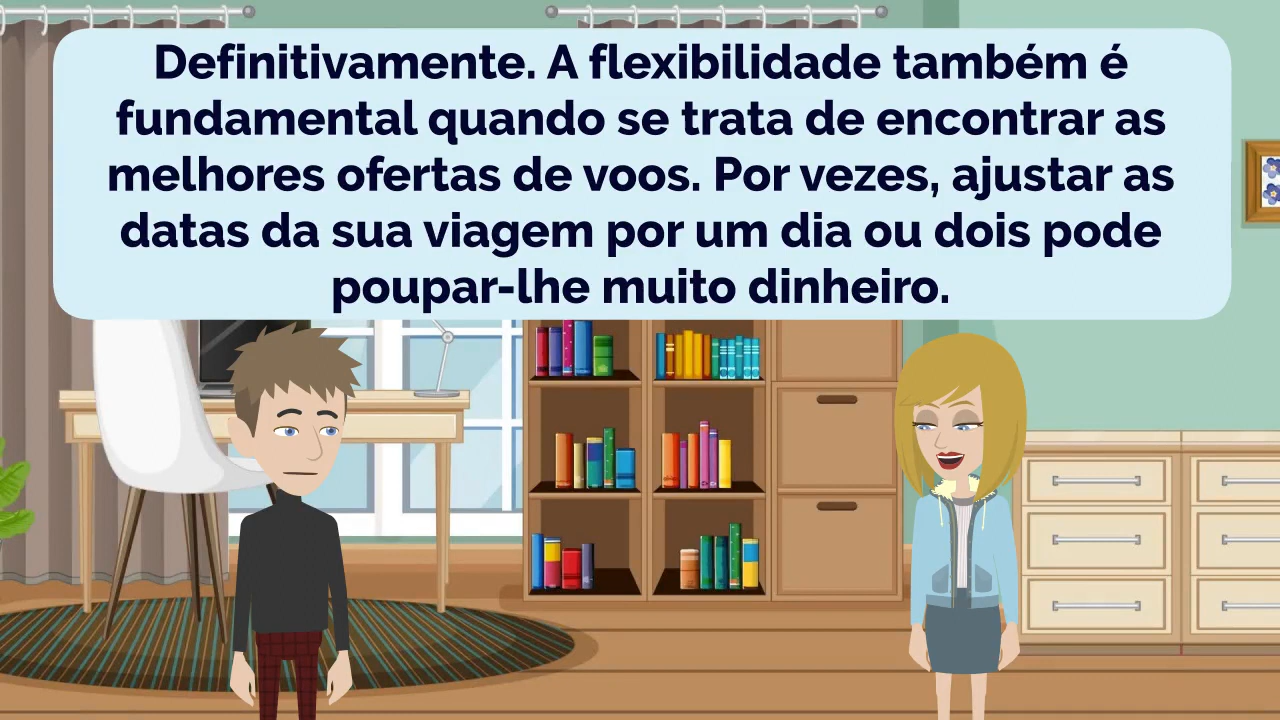 Definitivamente. A flexibilidade também é
fundamental quando se trata de encontrar as
melhores ofertas de voos. Por vezes, ajustar as
datas da sua viagem por um dia ou dois pode
poupar-lhe muito dinheiro.